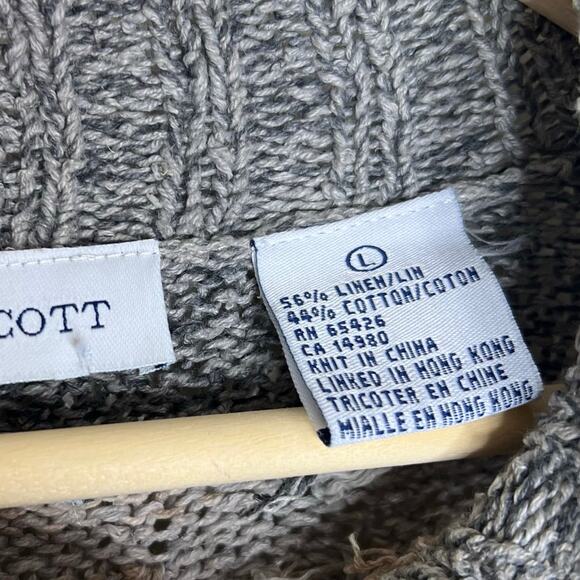 COTT
L
56% LINEN/LIN
44% COTTON/COTON
RN 65426
CA 14980
KNIT IN CHINA
LINKED IN HONG KONG
TRICOTER EN CHINE
MIALLE EN HONG KONG